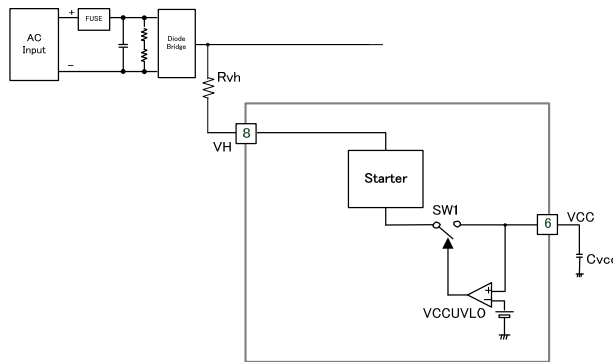 AC
Input
+
−
FUSE
Diode
Bridge
Rvh
8
VH
Starter
SW1
6
VCC
Cvcc
+
−
VCCUVLO